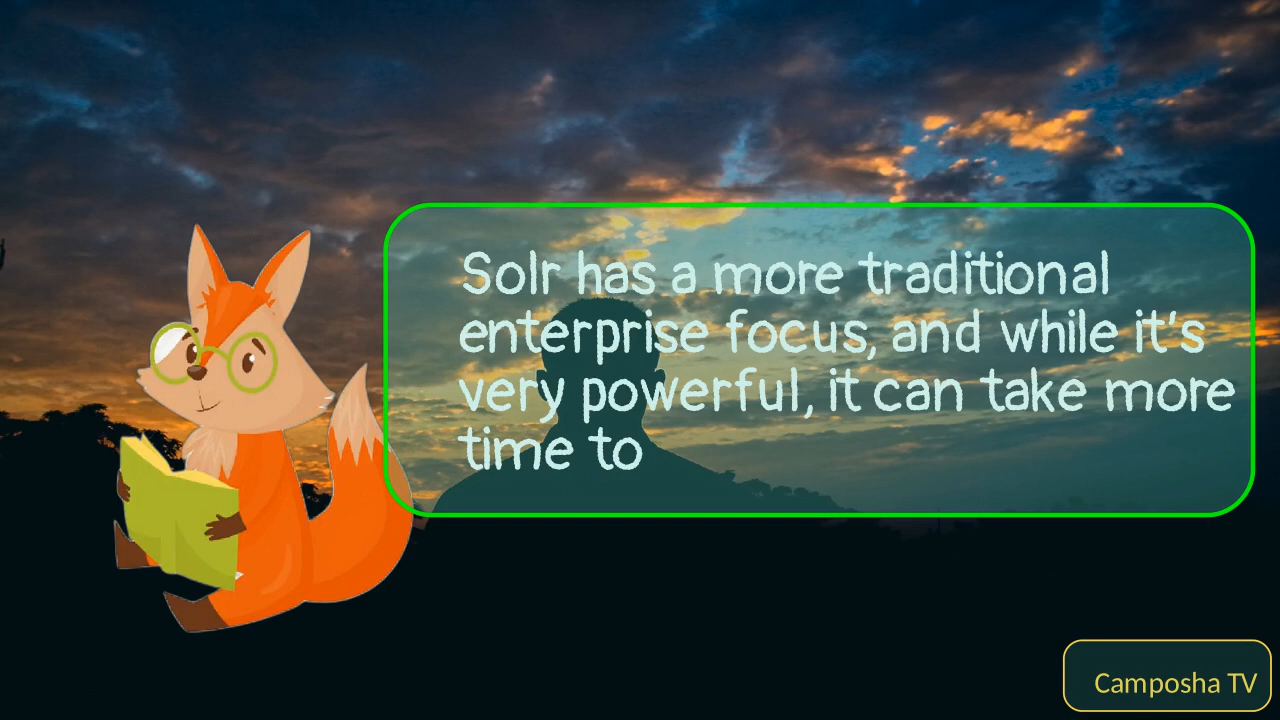 Solr has a more traditional
enterprise focus, and while it's
very powerful, it can take more
time to
Camposha TV